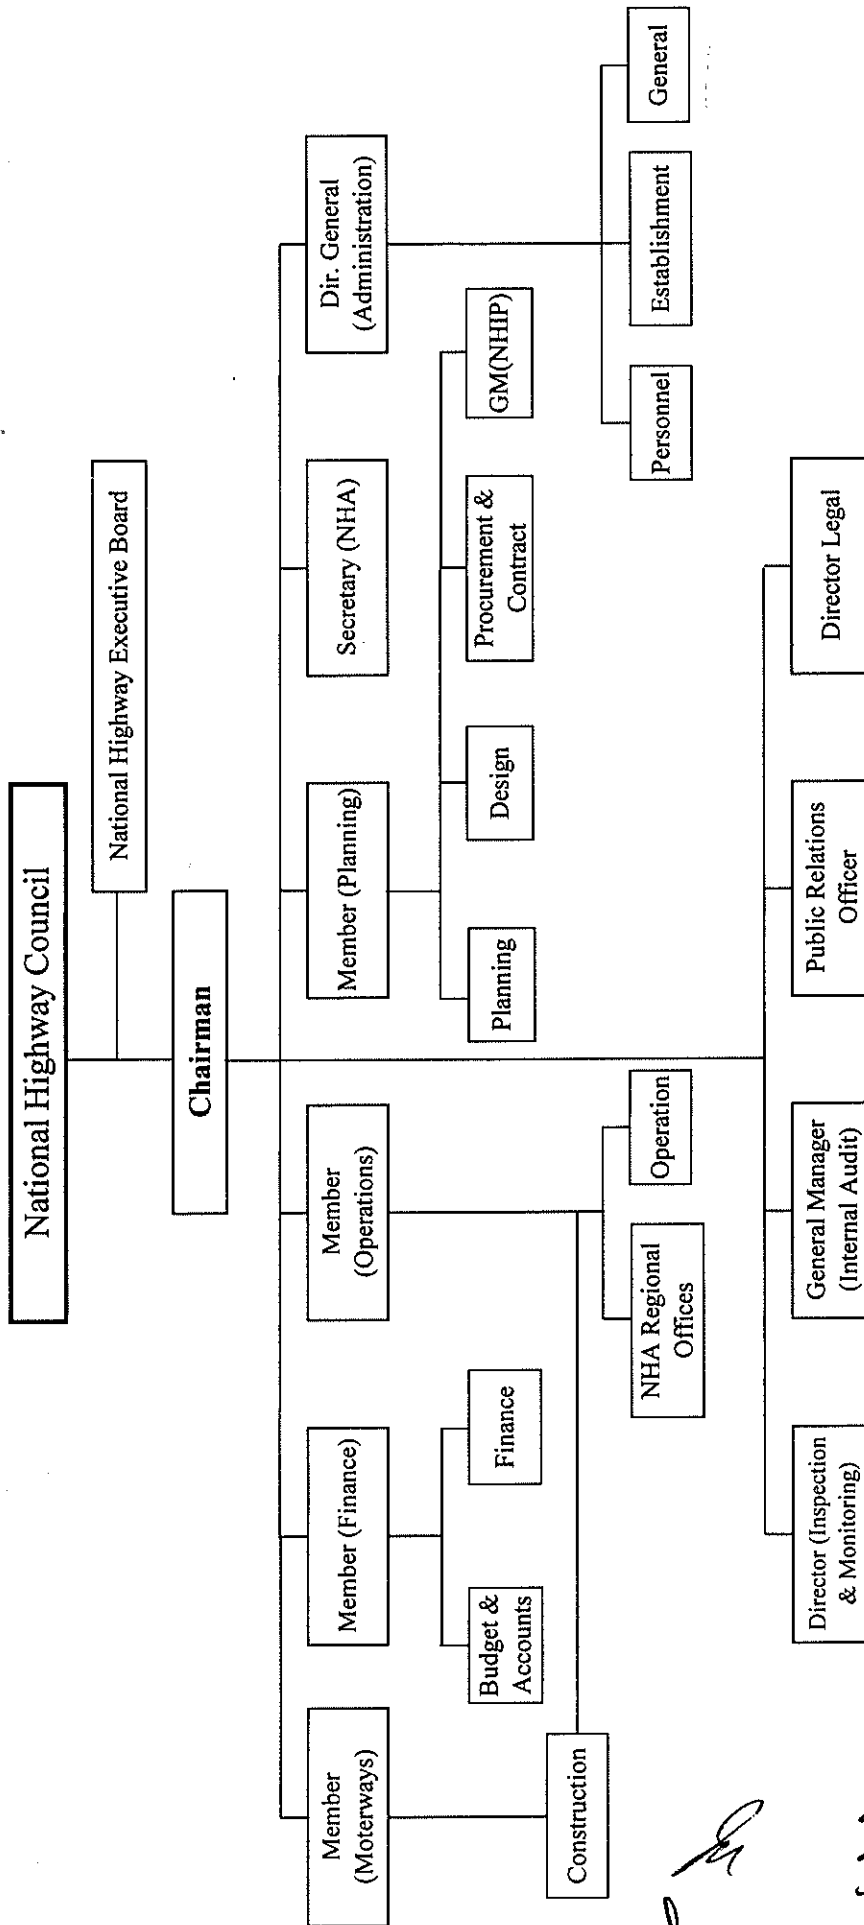 National Highway Council
National Highway Executive Board
Chairman
Member
(Moterways)
Member (Finance)
Member
(Operations)
Member (Planning)
Secretary (NHA)
Dir. General
(Administration)
Budget &
Accounts
Finance
Planning
Design
Procurement &
Contract
GM(NHIP)
Construction
NHA Regional
Offices
Operation
Personnel
Establishment
General
Director (Inspection
& Monitoring)
General Manager
(Internal Audit)
Public Relations
Officer
Director Legal